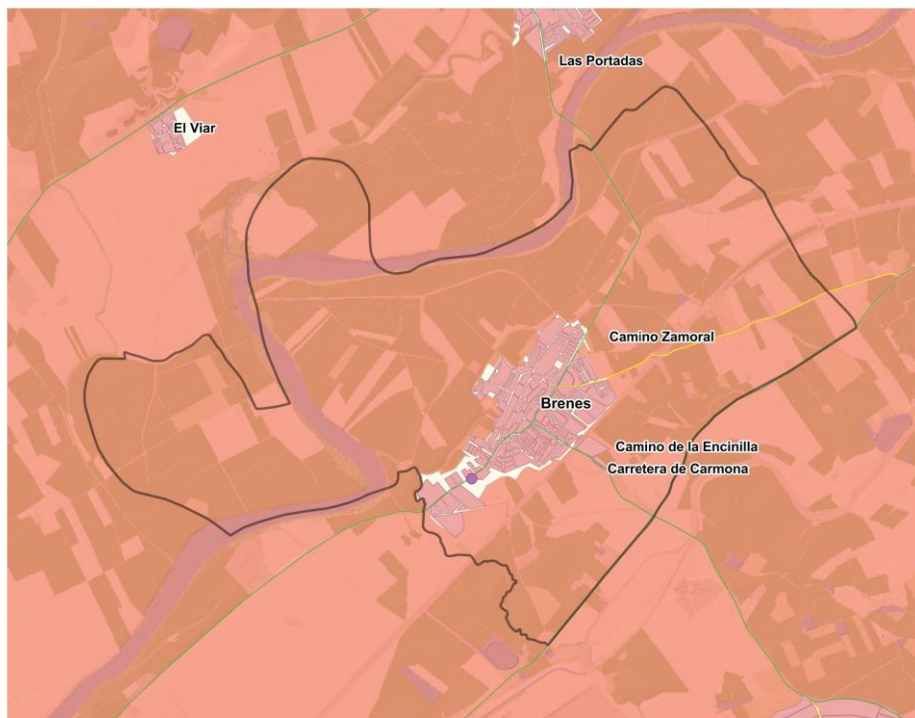 Las Portadas
El Viar
Camino Zamoral
Brenes
Camino de la Encinilla
Carretera de Carmona